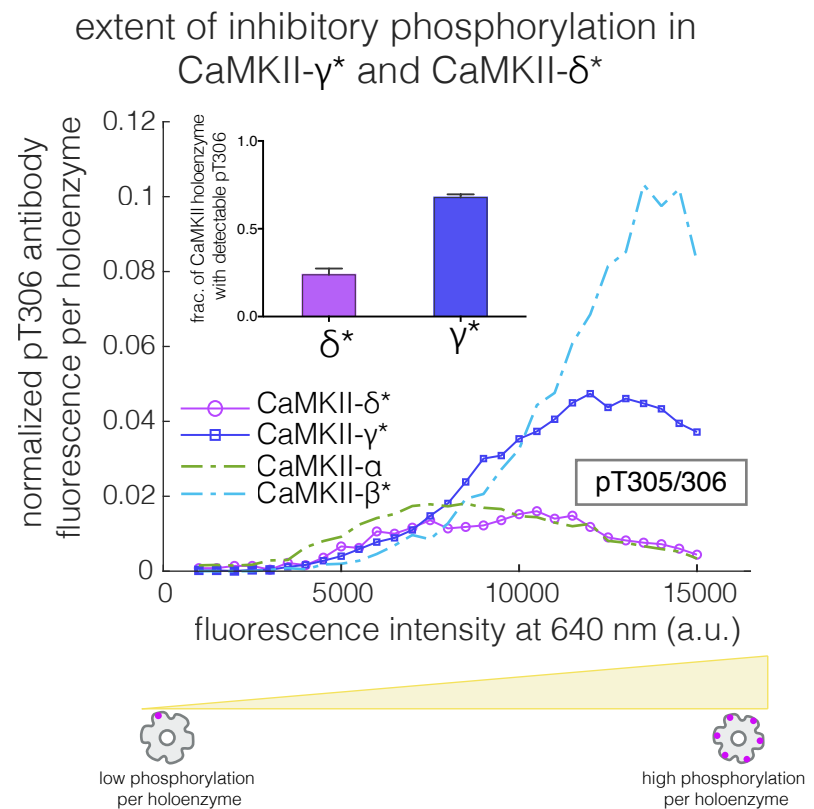 extent of inhibitory phosphorylation in
CaMKII-γ* and CaMKII-δ*
normalized pT306 antibody
fluorescence per holoenzyme
0.12
0.1
0.08
0.06
0.04
0.02
0
frac. of CaMKII holoenzyme
with detectable pT306
1.0
0.5
0.0
δ*
γ*
CaMKII-δ*
CaMKII-γ*
CaMKII-α
CaMKII-β*
pT305/306
0
5000
10000
15000
fluorescence intensity at 640 nm (a.u.)
low phosphorylation
per holoenzyme
high phosphorylation
per holoenzyme